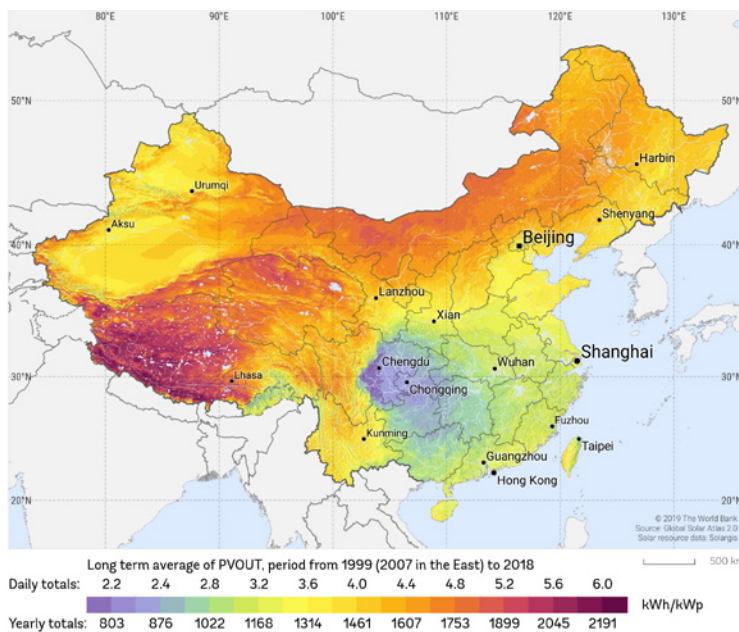 80°E 90°E 100°E 110°E 120°E 130°E
50°N 50°N
Harbin
Urumqi
Shenyang
Aksu
Beijing
40°N 40°N
Lanzhou
Xian
Shanghai
Chengdu
Wuhan
Lhasa
Chongqing
30°N 30°N
Fuzhou
Kunming
Taipei
Guangzhou
Hong Kong
20°N 20°N
© 2019 The World Bank
Source: Global Solar Atlas 2.0
Solar resource data: Solargis
90°E 100°E 110°E 120°E
Long term average of PVOUT, period from 1999 (2007 in the East) to 2018
500 km
Daily totals: 2.2 2.4 2.8 3.2 3.6 4.0 4.4 4.8 5.2 5.6 6.0
kWh/kWp
Yearly totals: 803 876 1022 1168 1314 1461 1607 1753 1899 2045 2191